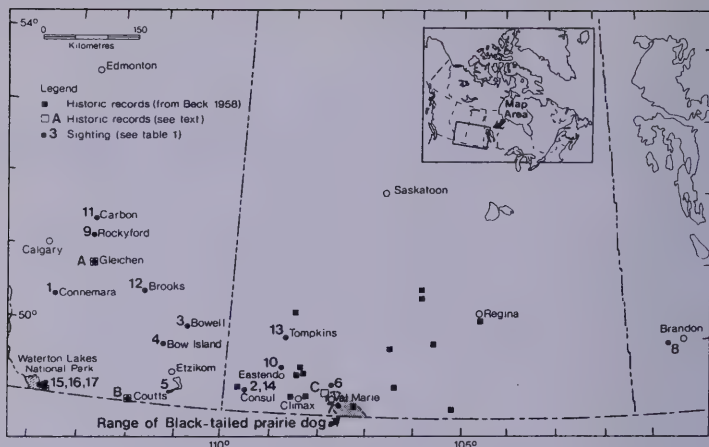 54°
0 150
Kilometres
Edmonton
Legend
Historic records (from Beck 1958)
A Historic records (see text)
3 Sighting (see table 1)
Map
Area
Saskatoon
11 Carbon
9 Rockyford
Calgary
A Gleichen
1 Connemara
12 Brooks
50°
3 Bowell
13 Tompkins
Regina
4 Bow Island
Brandon
8
Waterton Lakes
National Park
Etzikom
10
Eastend
15,16,17
5
2,14
C
6
B Coutts
Consul
Climax
Val Marie
7
Range of Black-tailed prairie dog
110°
105°